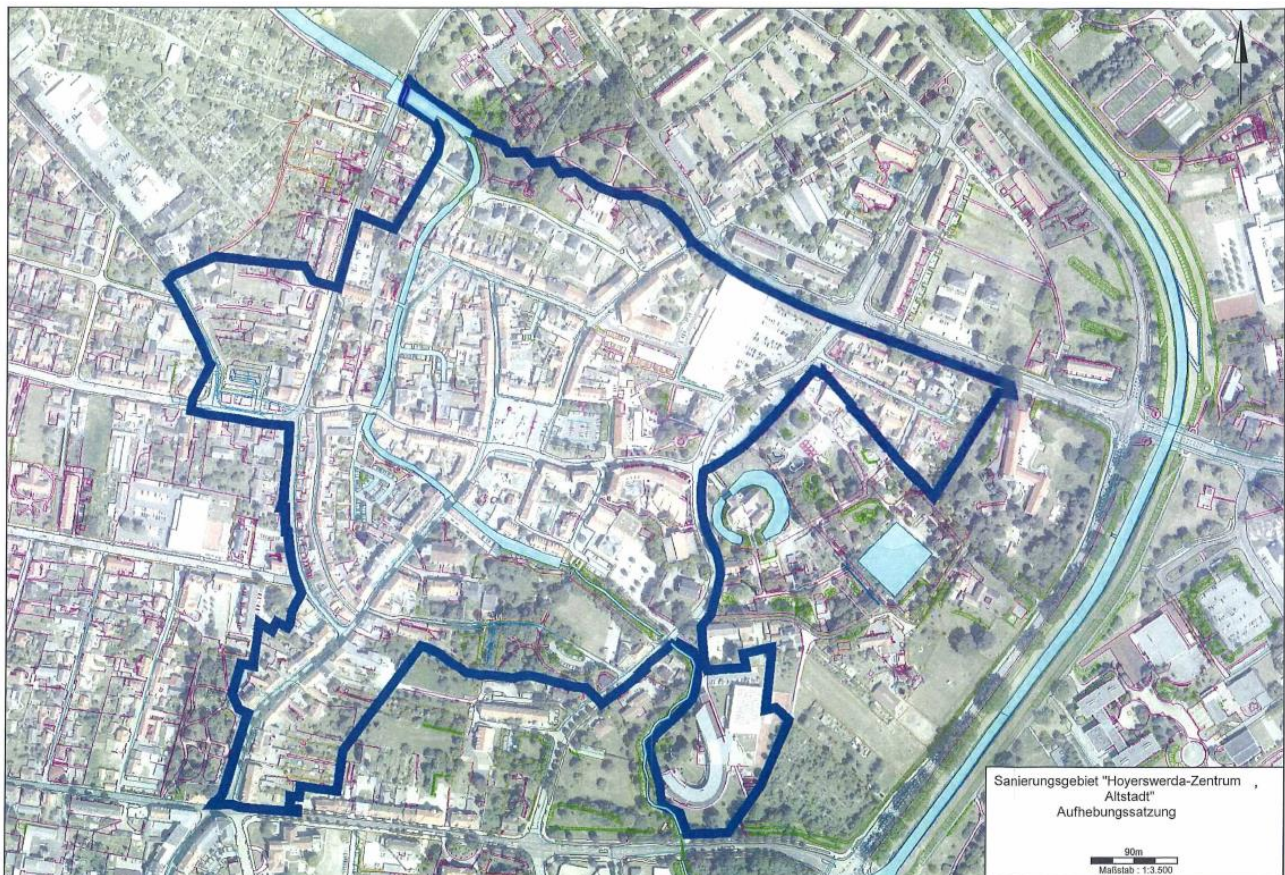 Sanierungsgebiet "Hoyerswerda-Zentrum ,
Altstadt"
Aufhebungssatzung
90m
Maßstab : 1:3.500